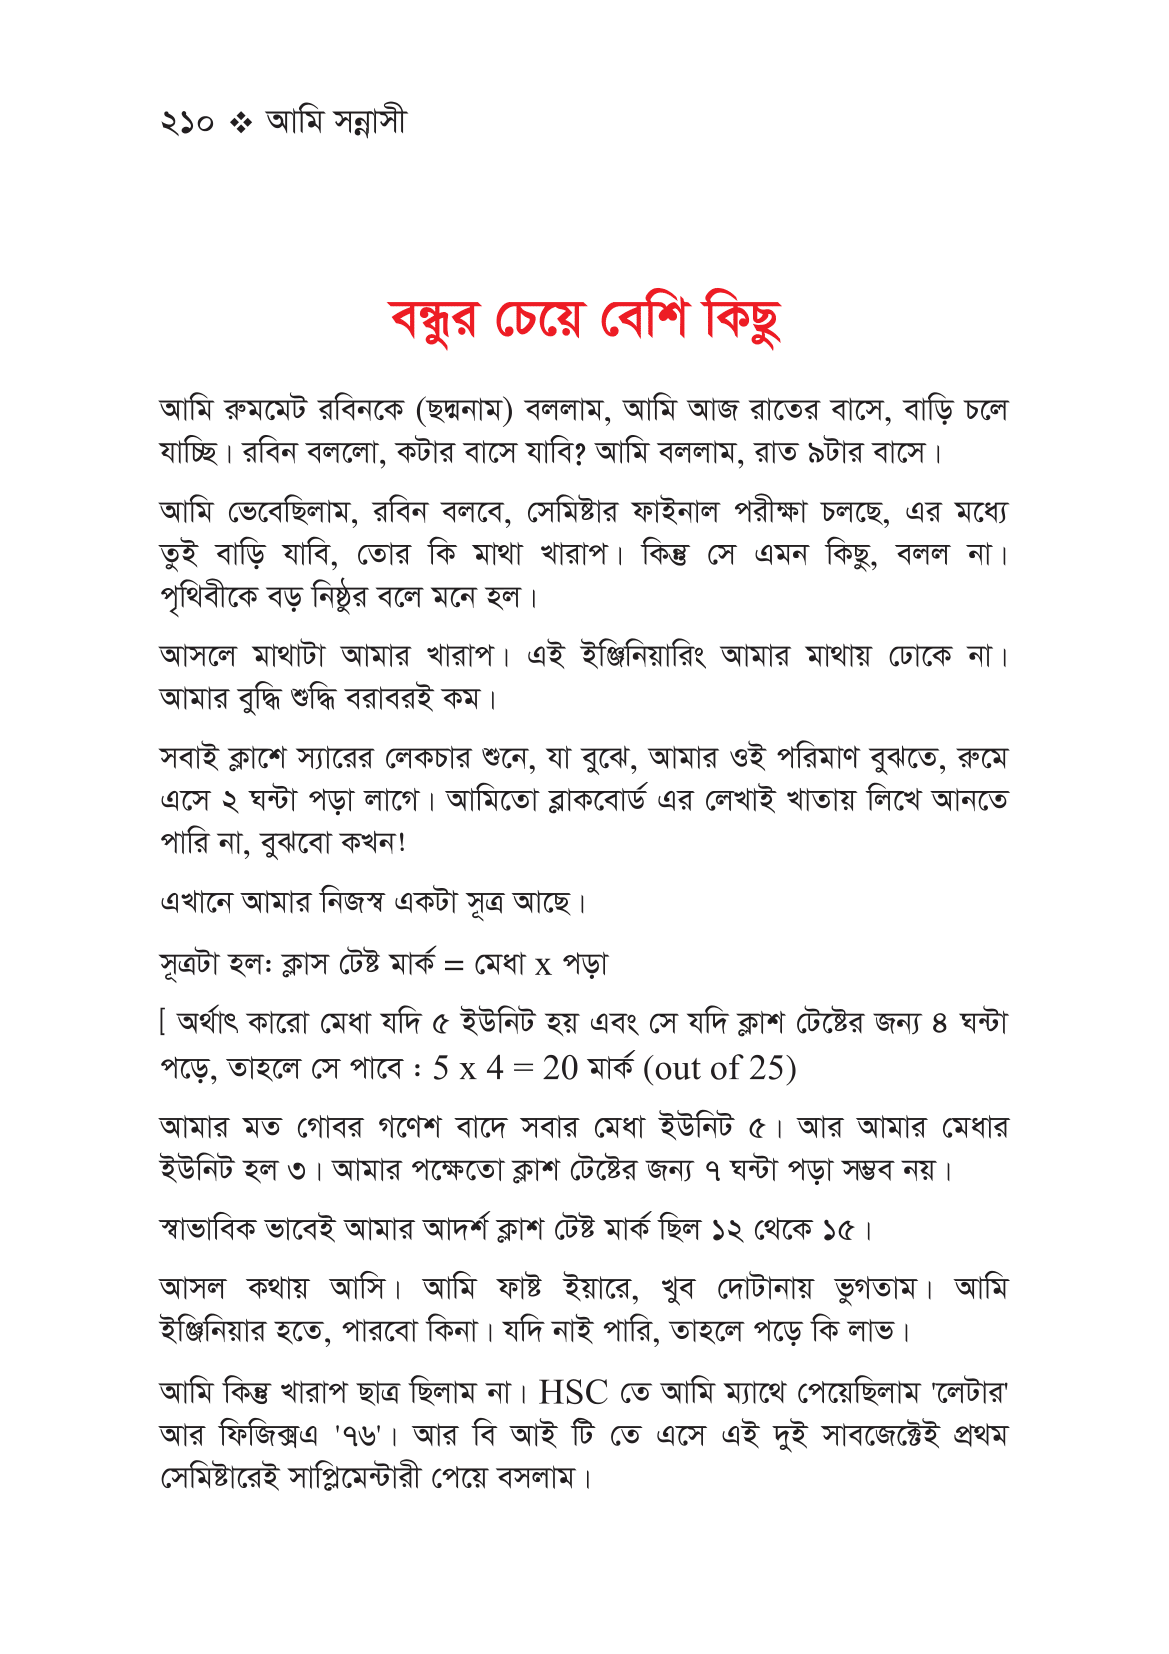 ২১০ ❖ আমি সন্ন্যাসী
বন্ধুর চেয়ে বেশি কিছু
আমি রুমমেট রবিনকে (ছদ্মনাম) বললাম, আমি আজ রাতের বাসে, বাড়ি চলে
যাচ্ছি। রবিন বললো, কটার বাসে যাবি? আমি বললাম, রাত ৯টার বাসে।
আমি ভেবেছিলাম, রবিন বলবে, সেমিষ্টার ফাইনাল পরীক্ষা চলছে, এর মধ্যে
তুই বাড়ি যাবি, তোর কি মাথা খারাপ। কিন্তু সে এমন কিছু, বলল না।
পৃথিবীকে বড় নিষ্ঠুর বলে মনে হল।
আসলে মাথাটা আমার খারাপ। এই ইঞ্জিনিয়ারিং আমার মাথায় ঢোকে না।
আমার বুদ্ধি শুদ্ধি বরাবরই কম।
সবাই ক্লাশে স্যারের লেকচার শুনে, যা বুঝে, আমার ওই পরিমাণ বুঝতে, রুমে
এসে ২ ঘন্টা পড়া লাগে। আমিতো ব্লাকবোর্ড এর লেখাই খাতায় লিখে আনতে
পারি না, বুঝবো কখন!
এখানে আমার নিজস্ব একটা সূত্র আছে।
সূত্রটা হল: ক্লাস টেষ্ট মার্ক = মেধা x পড়া
[ অর্থাৎ কারো মেধা যদি ৫ ইউনিট হয় এবং সে যদি ক্লাশ টেষ্টের জন্য ৪ ঘন্টা
পড়ে, তাহলে সে পাবে : 5 x 4 = 20 মার্ক (out of 25)
আমার মত গোবর গণেশ বাদে সবার মেধা ইউনিট ৫। আর আমার মেধার
ইউনিট হল ৩। আমার পক্ষেতো ক্লাশ টেষ্টের জন্য ৭ ঘন্টা পড়া সম্ভব নয়।
স্বাভাবিক ভাবেই আমার আদর্শ ক্লাশ টেষ্ট মার্ক ছিল ১২ থেকে ১৫।
আসল কথায় আসি। আমি ফাষ্ট ইয়ারে, খুব দোটানায় ভুগতাম। আমি
ইঞ্জিনিয়ার হতে, পারবো কিনা। যদি নাই পারি, তাহলে পড়ে কি লাভ।
আমি কিন্তু খারাপ ছাত্র ছিলাম না। HSC তে আমি ম্যাথে পেয়েছিলাম 'লেটার'
আর ফিজিক্সএ '৭৬'। আর বি আই টি তে এসে এই দুই সাবজেক্টেই প্রথম
সেমিষ্টারেই সাপ্লিমেন্টারী পেয়ে বসলাম।